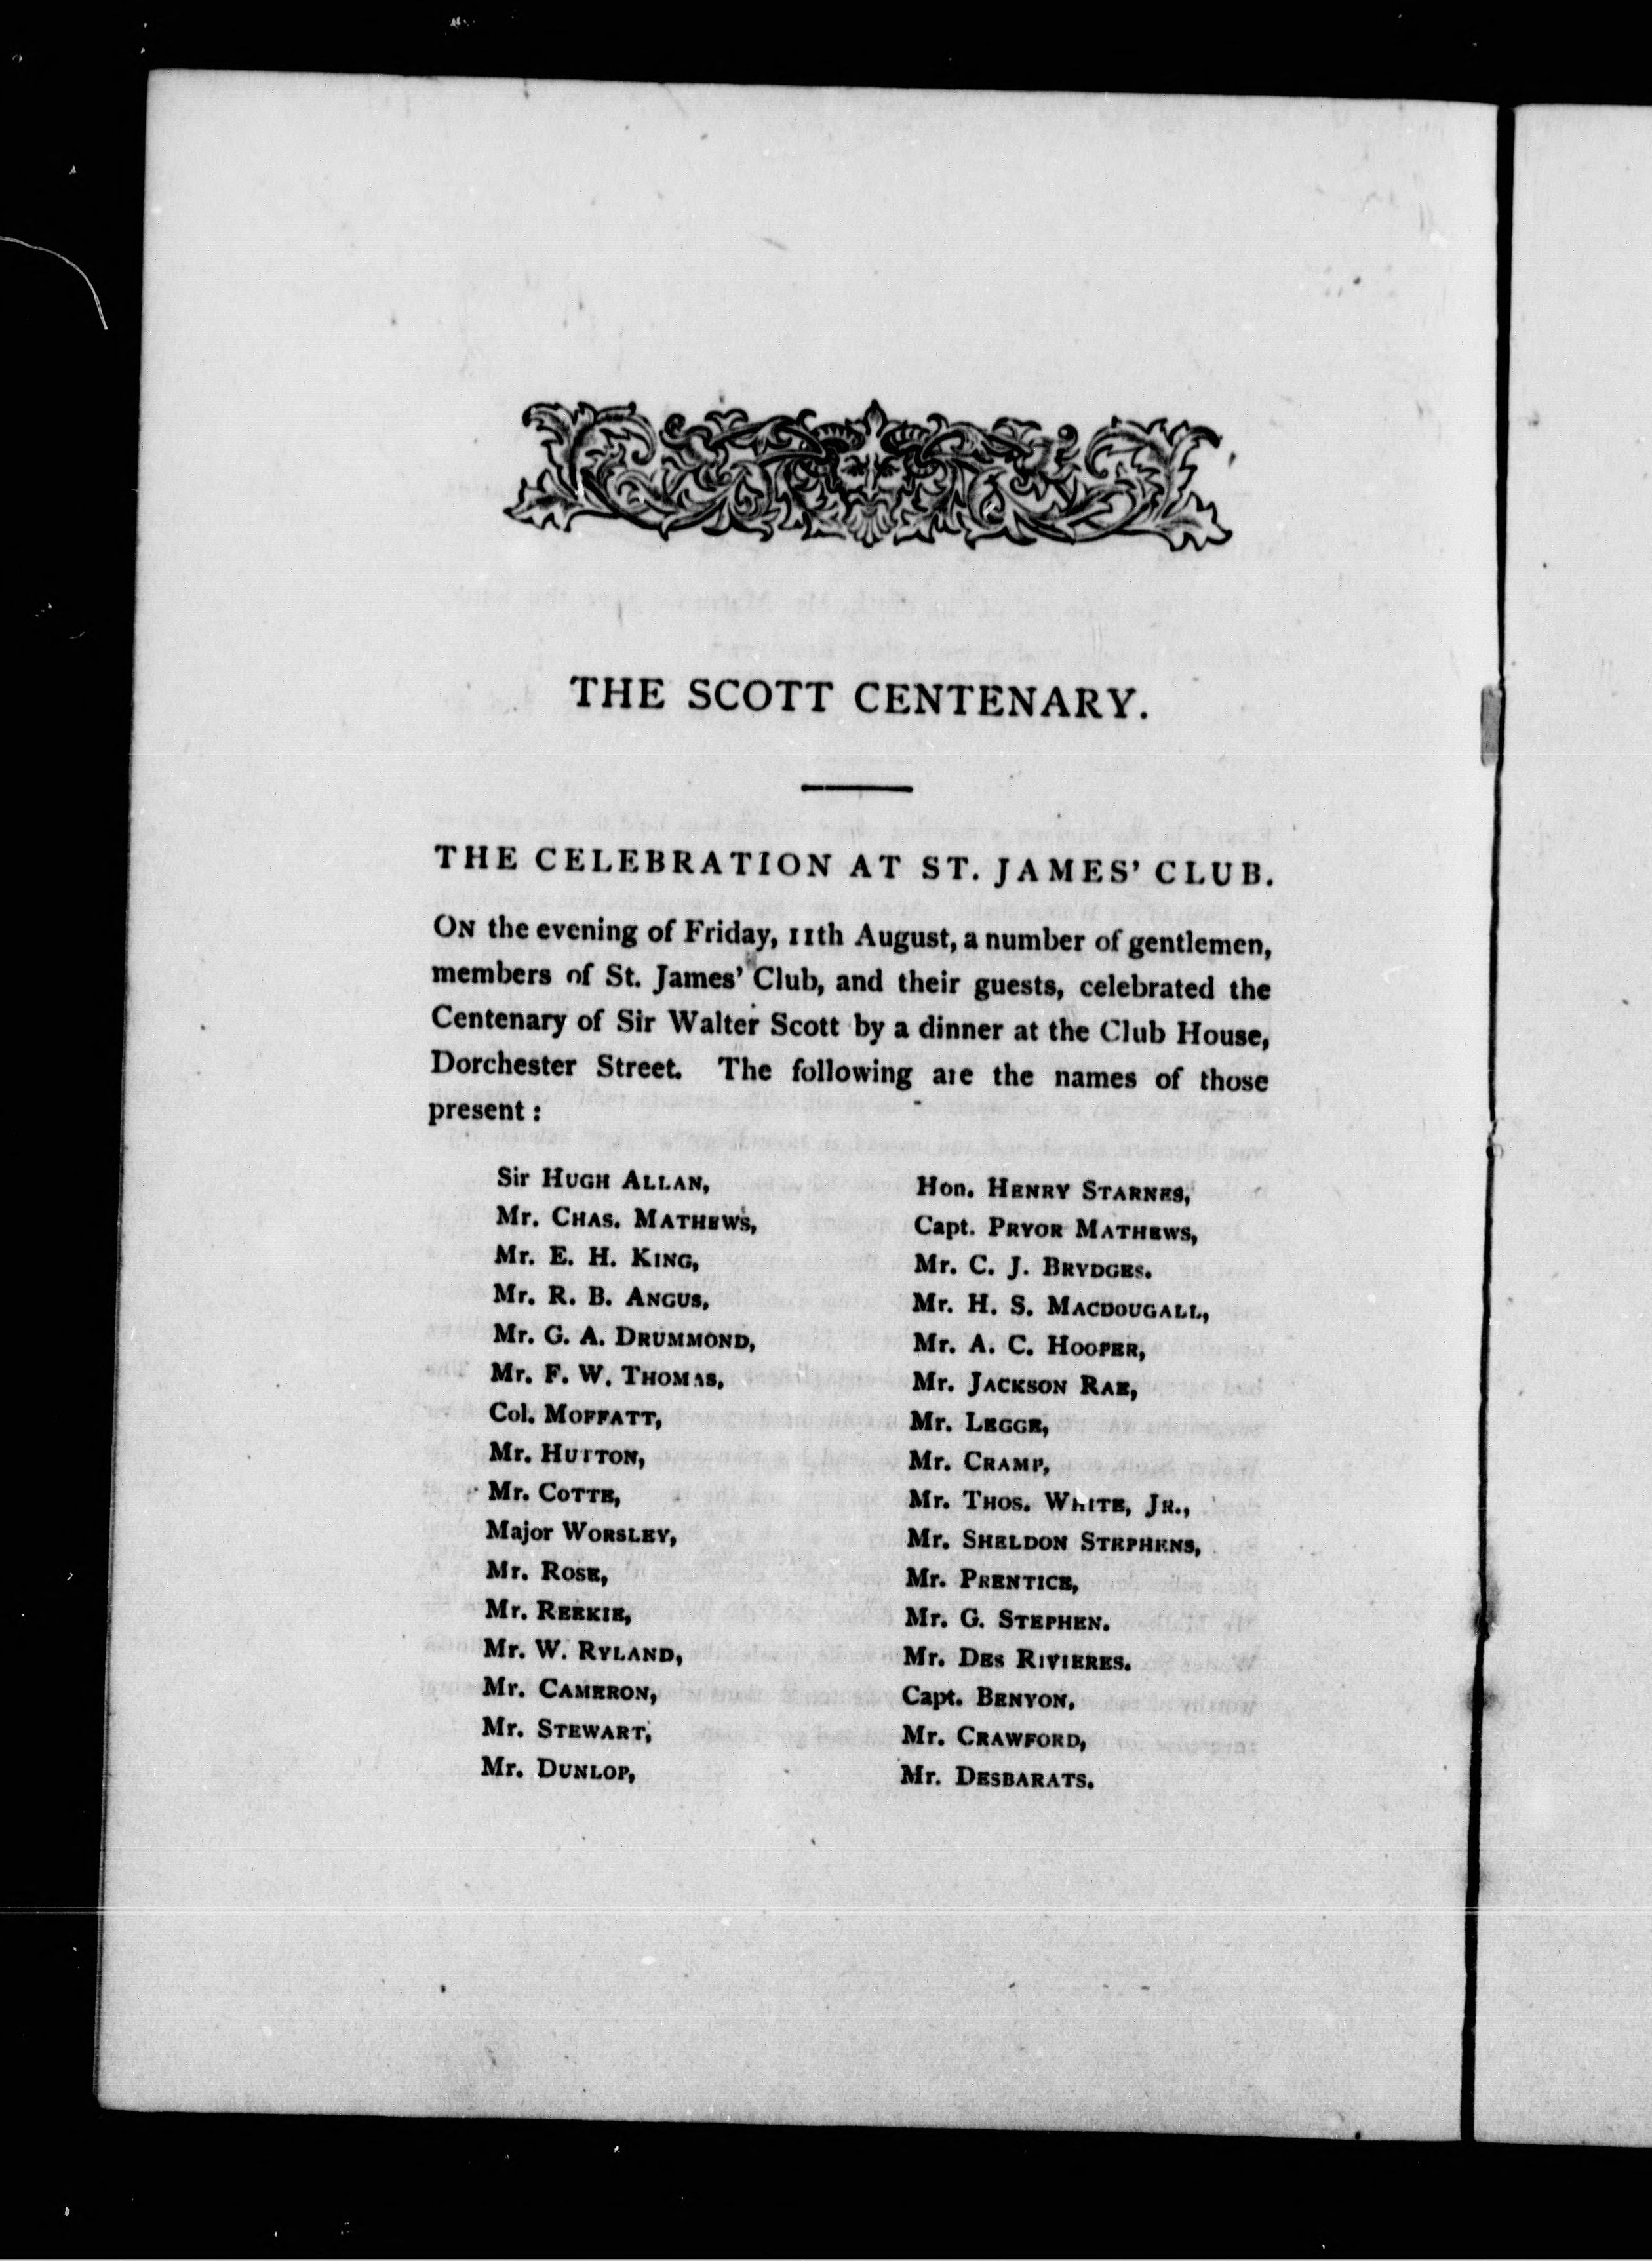 THE SCOTT CENTENARY.
THE CELEBRATION AT ST. JAMES' CLUB.
ON the evening of Friday, 11th August, a number of gentlemen,
members of St. James' Club, and their guests, celebrated the
Centenary of Sir Walter Scott by a dinner at the Club House,
Dorchester Street. The following are the names of those
present:
Sir HUGH ALLAN,
Mr. CHAS. MATHEWS,
Mr. E. H. KING,
Mr. R. B. ANGUS,
Mr. G. A. DRUMMOND,
Mr. F. W. THOMAS,
Col. MOFFATT,
Mr. HUTTON,
Mr. COTTE,
Major WORSLEY,
Mr. ROSE,
Mr. REEKIE,
Mr. W. RYLAND,
Mr. CAMERON,
Mr. STEWART,
Mr. DUNLOP,
Hon. HENRY STARNES,
Capt. PRYOR MATHEWS,
Mr. C. J. BRYDGES.
Mr. H. S. MACDOUGALL,
Mr. A. C. HOOPER,
Mr. JACKSON RAE,
Mr. LEGGE,
Mr. CRAMP,
Mr. THOS. WHITE, JR.,
Mr. SHELDON STEPHENS,
Mr. PRENTICE,
Mr. G. STEPHEN.
Mr. DES RIVIERES.
Capt. BENYON,
Mr. CRAWFORD,
Mr. DESBARATS.